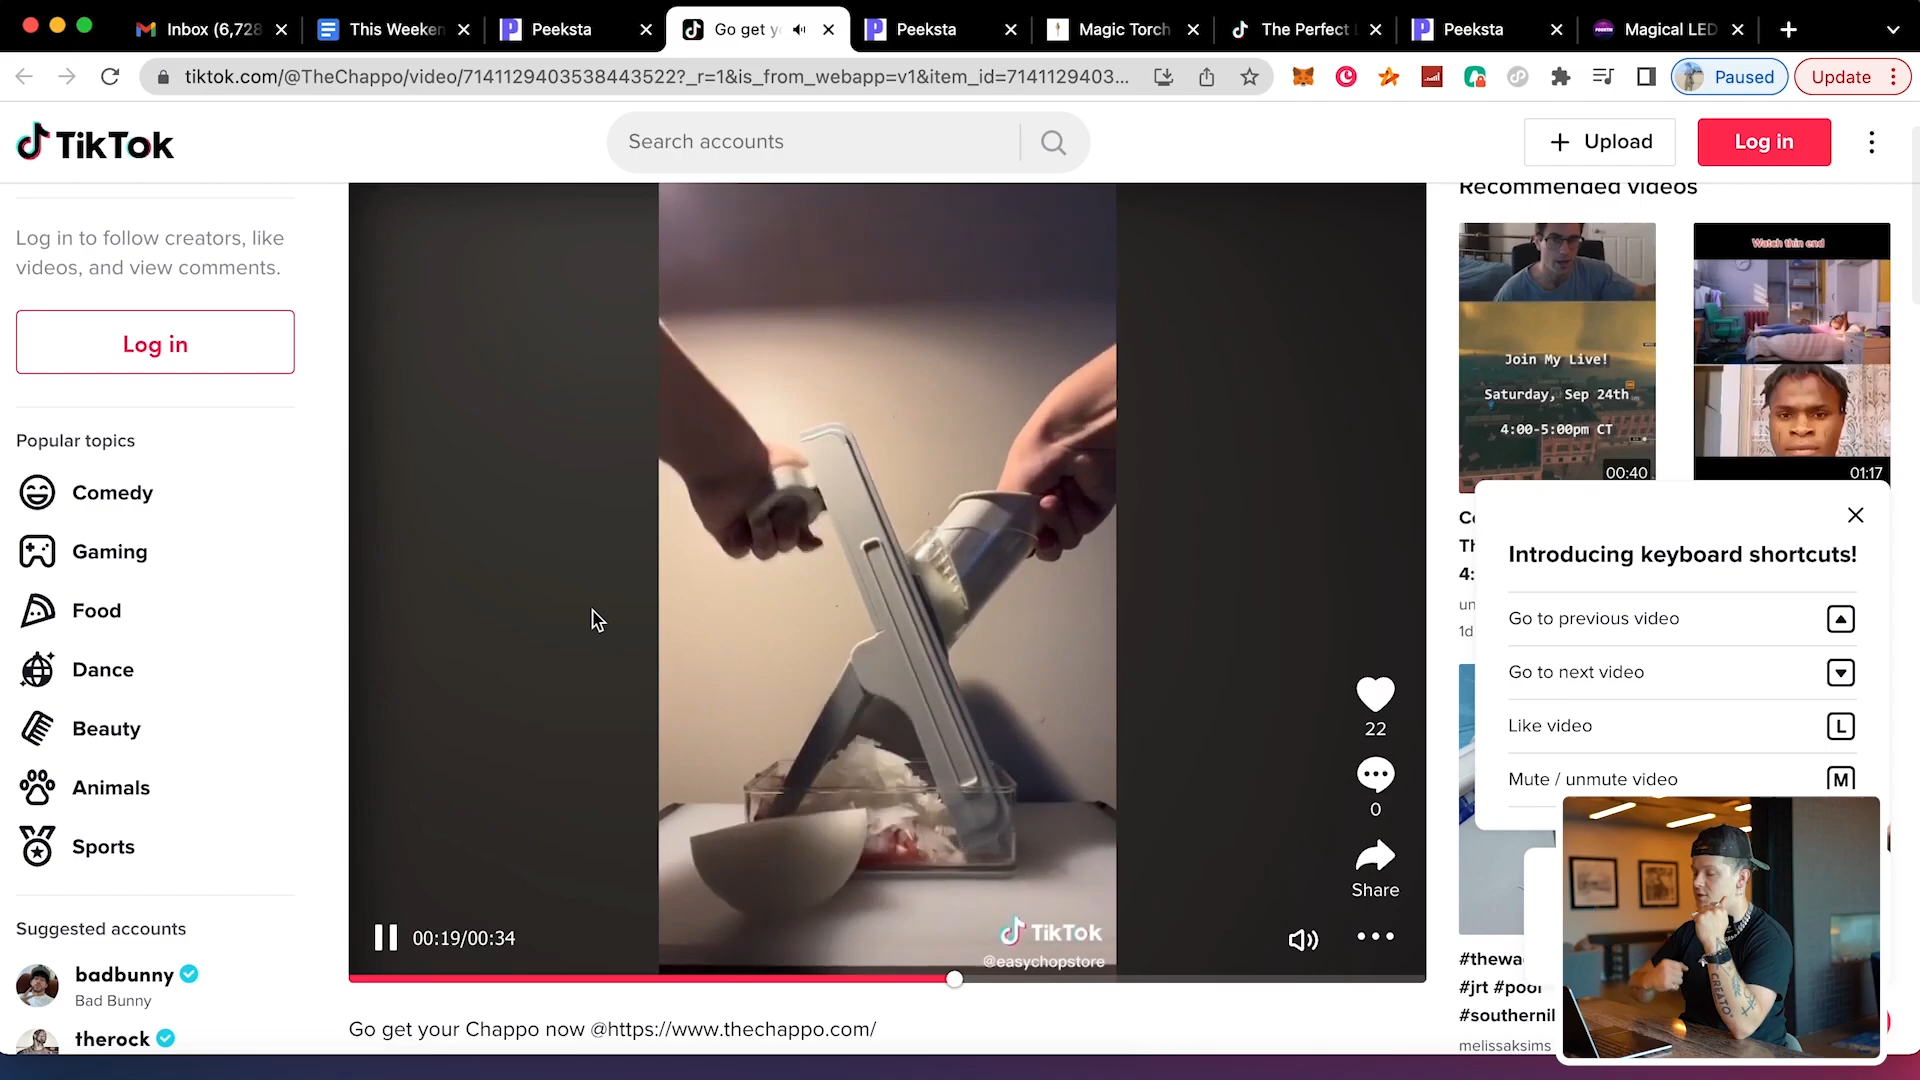 Inbox (6,728
This Weeken
Peeksta
Go get y
Peeksta
Magic Torch
The Perfect
Peeksta
Magical LED
tiktok.com/@TheChappo/video/7141129403538443522?_r=1&is_from_webapp=v1&item_id=7141129403...
Paused
Update
TikTok
Search accounts
Upload
Log in
Log in to follow creators, like
videos, and view comments.
Log in
Popular topics
Comedy
Gaming
Food
Dance
Beauty
Animals
Sports
Suggested accounts
badbunny
Bad Bunny
therock
22
0
Share
00:19/00:34
TikTok
@easychopstore
Go get your Chappo now @https://www.thechappo.com/
Recommended videos
Join My Live!
Saturday, Sep 24th
4:00-5:00pm CT
00:40
Watch thin end
01:17
4:
1d
Introducing keyboard shortcuts!
Go to previous video
Go to next video
Like video
L
Mute / unmute video
M
#thewa
#jrt #pool
#southernil
melissaksims